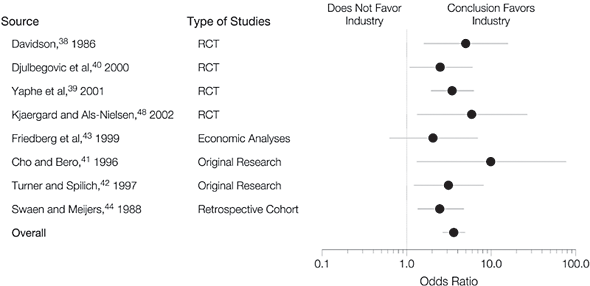 Does Not Favor Industry
Conclusion Favors Industry
Source
Type of Studies
Davidson,38 1986 RCT
Djulbegovic et al,40 2000 RCT
Yaphe et al,39 2001 RCT
Kjaergard and Als-Nielsen,48 2002 RCT
Friedberg et al,43 1999 Economic Analyses
Cho and Bero,41 1996 Original Research
Turner and Spilich,42 1997 Original Research
Swaen and Meijers,44 1988 Retrospective Cohort
Overall
0.1 1.0 10.0 100.0
Odds Ratio